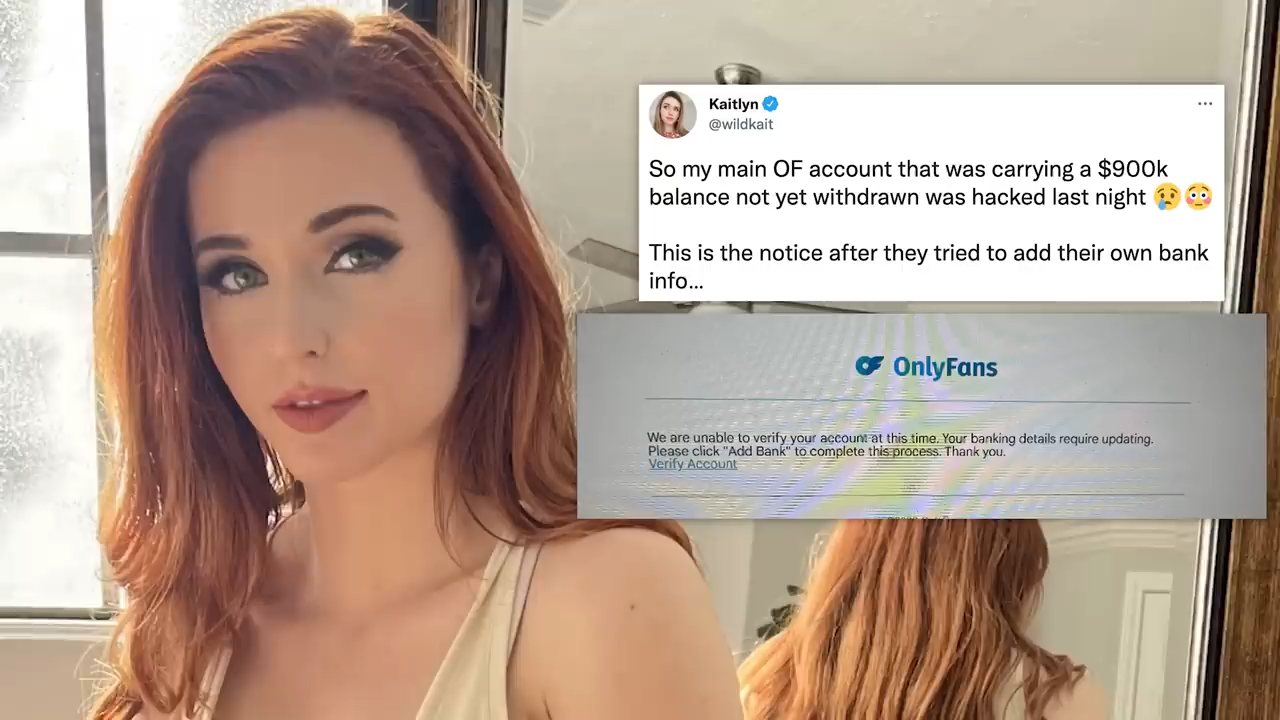 Kaitlyn
@wildkait
So my main OF account that was carrying a $900k
balance not yet withdrawn was hacked last night 😢😳
This is the notice after they tried to add their own bank
info...
OnlyFans
We are unable to verify your account at this time. Your banking details require updating.
Please click "Add Bank" to complete this process. Thank you.
Verify Account